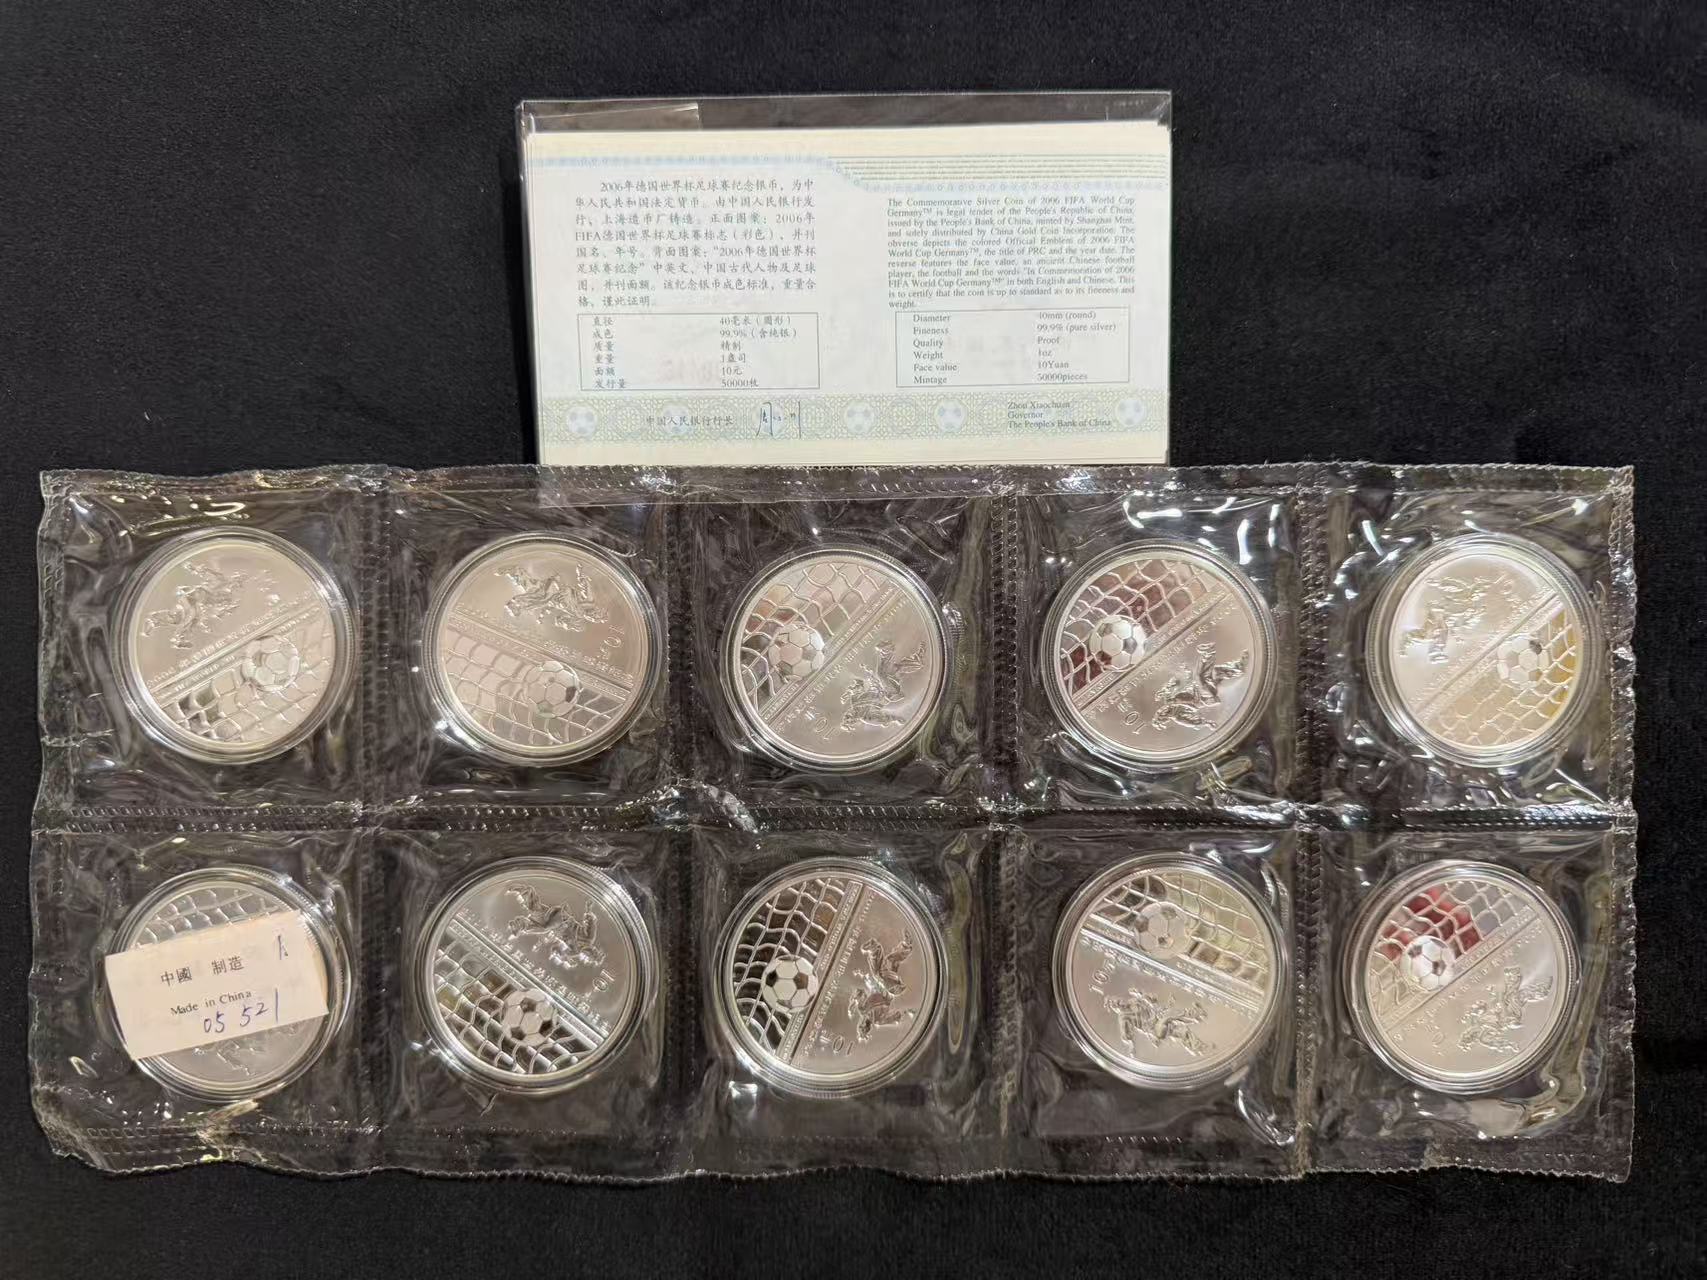 2006年德国世界杯足球赛纪念银币，为中
华人民共和国法定货币。由中国人民银行发
行，上海造币厂铸造。正面图案：2006年
FIFA德国世界杯足球赛标志（彩色），并刊
国名、年号。背面图案：“2006年德国世界杯
足球赛纪念”中英文、中国古代人物及足球
图，并刊面额。该纪念银币成色标准，重量合
格，谨此证明。
直径 40毫米（圆形）
成色 99.9%（含纯银）
质量 精制
重量 1盎司
面额 10元
发行量 50000枚
中国人民银行行长
The Commemorative Silver Coin of 2006 FIFA World Cup
Germany™ is legal tender of the People's Republic of China,
issued by the People's Bank of China, minted by Shanghai Mint,
and solely distributed by China Gold Coin Incorporation. The
obverse depicts the colored Official Emblem of 2006 FIFA
World Cup Germany™, the title of PRC and the year date. The
reverse features the face value, an ancient Chinese football
player, the football and the words "In Commemoration of 2006
FIFA World Cup Germany™" in both English and Chinese. This
is to certify that the coin is up to standard as to its fineness and
weight.
Diameter 40mm (round)
Fineness 99.9% (pure silver)
Quality Proof
Weight 1oz
Face value 10Yuan
Mintage 50000pieces
Zhou Xiaochuan
Governor
The People's Bank of China
中國 制造
Made in China
05 521